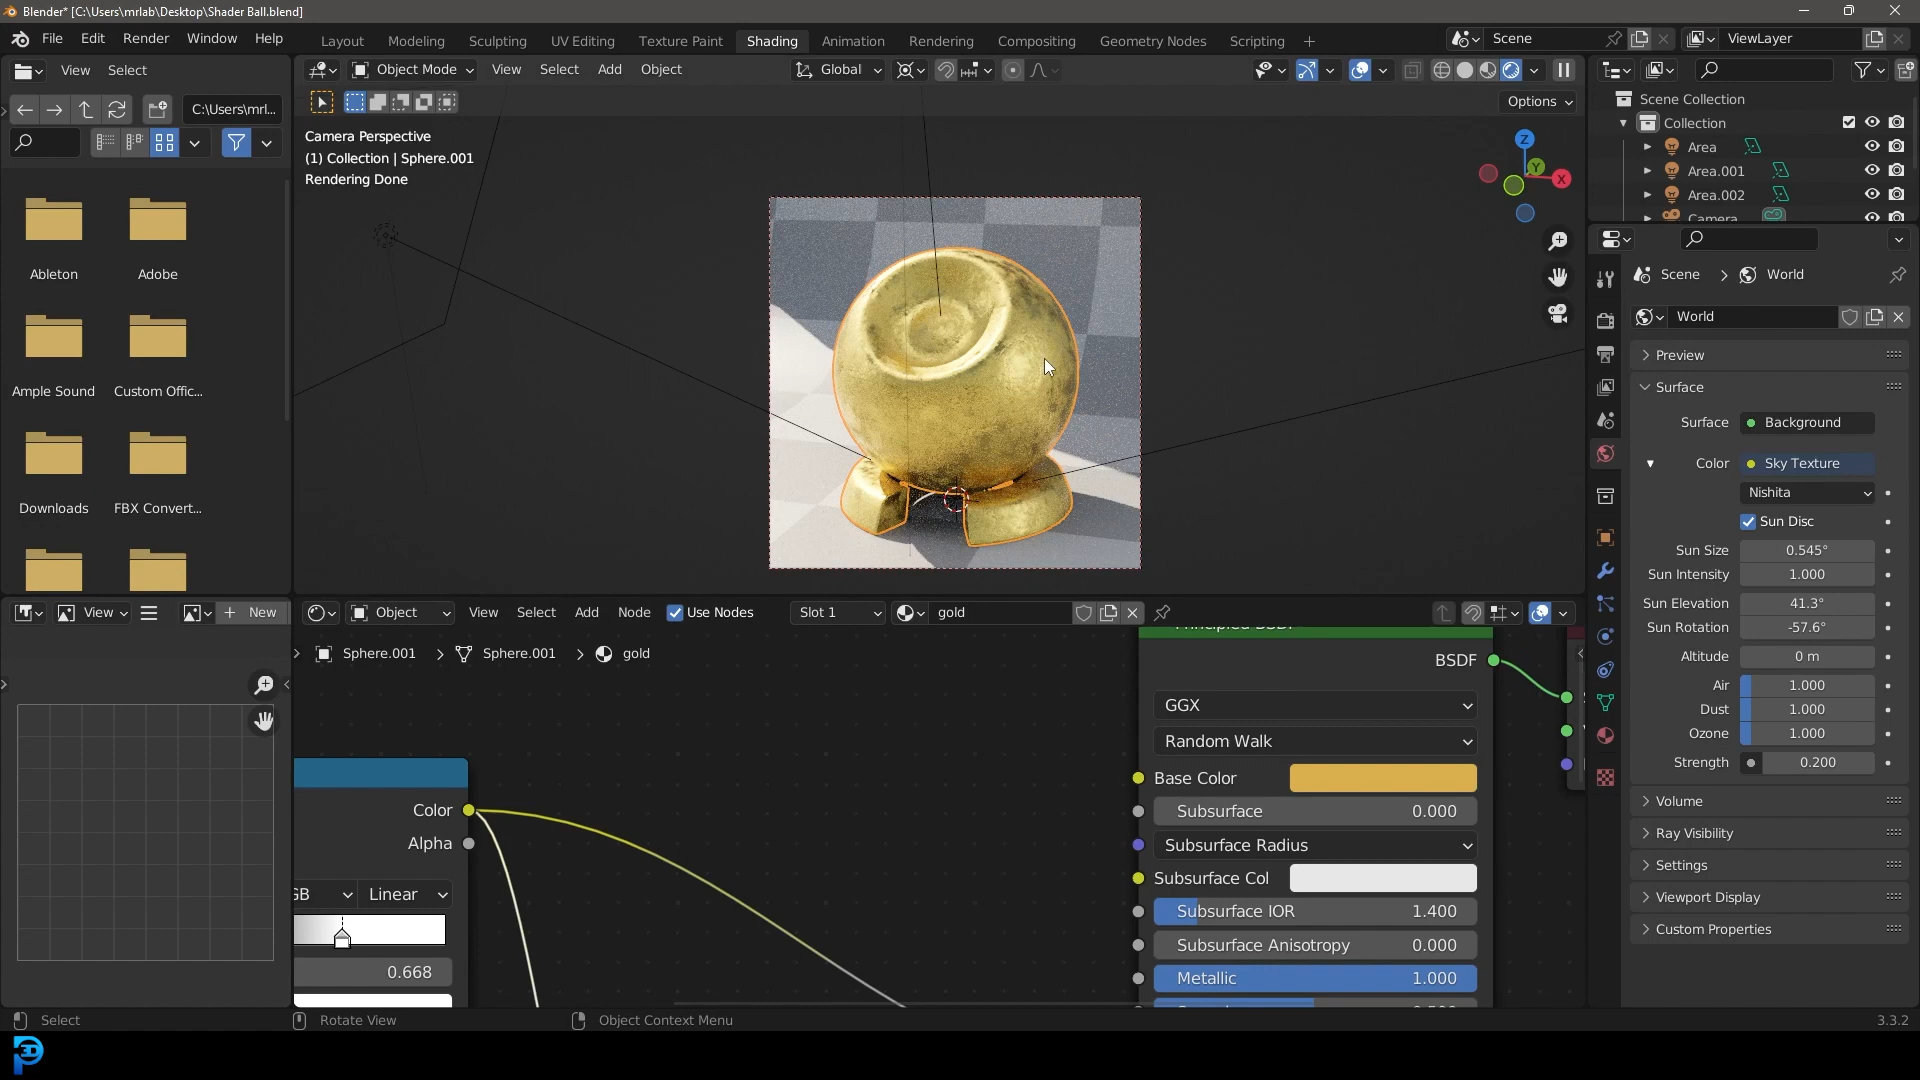 Blender* [C:\Users\mrlab\Desktop\Shader Ball.blend]
File Edit Render Window Help
Layout Modeling Sculpting UV Editing Texture Paint Shading Animation Rendering Compositing Geometry Nodes Scripting +
Scene
ViewLayer
View Select
Object Mode View Select Add Object
Global
C:\Users\mrl...
Options
Scene Collection
Collection
Area
Area.001
Area.002
Camera
Camera Perspective
(1) Collection | Sphere.001
Rendering Done
Z
Y
X
Ableton Adobe
Ample Sound Custom Offic...
Downloads FBX Convert...
Scene > World
World
Preview
Surface
Surface Background
Color Sky Texture
Nishita
Sun Disc
Sun Size 0.545°
Sun Intensity 1.000
Sun Elevation 41.3°
Sun Rotation -57.6°
Altitude 0 m
Air 1.000
Dust 1.000
Ozone 1.000
Strength 0.200
Volume
Ray Visibility
Settings
Viewport Display
Custom Properties
View
+ New
Object View Select Add Node Use Nodes Slot 1 gold
Sphere.001 > Sphere.001 > gold
Color
Alpha
Linear
0.668
Principled BSDF
BSDF
GGX
Random Walk
Base Color
Subsurface 0.000
Subsurface Radius
Subsurface Col
Subsurface IOR 1.400
Subsurface Anisotropy 0.000
Metallic 1.000
Select Rotate View Object Context Menu
3.3.2